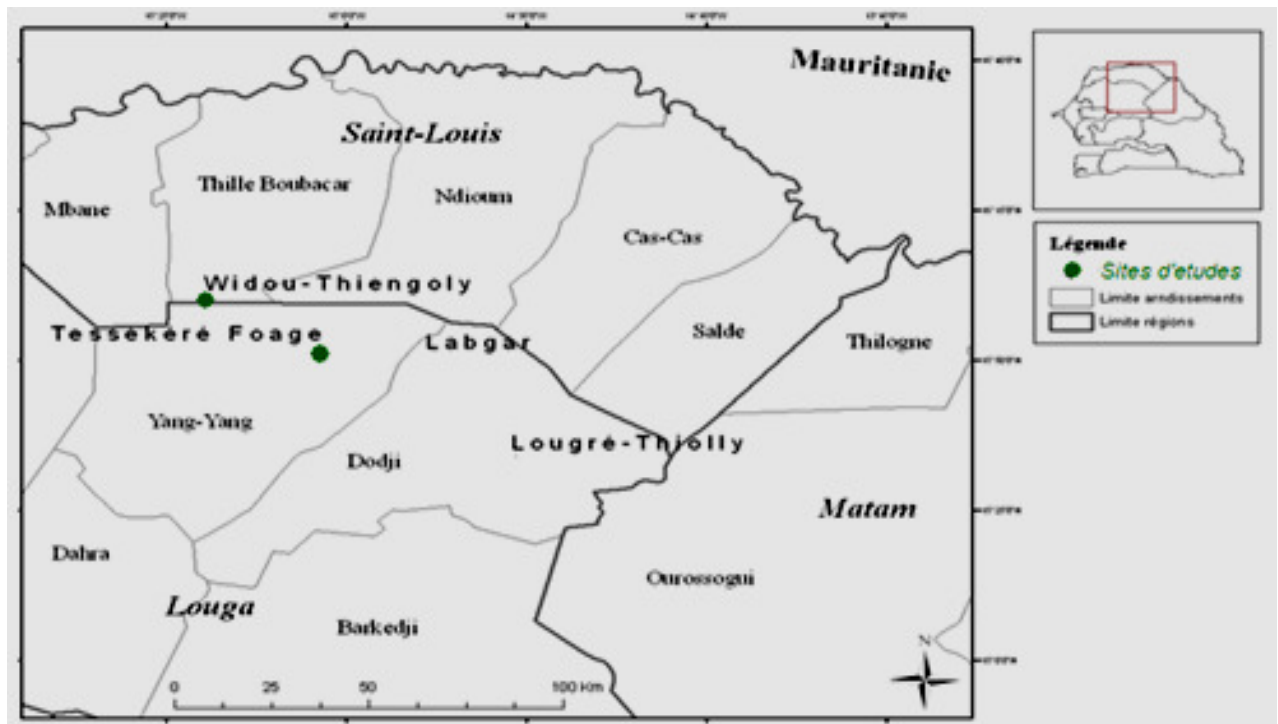 Mauritanie
Saint-Louis
Thille Boubacar
Ndioum
Mbane
Cas-Cas
Widou-Thiengoly
Tessékéré Foage
Labgar
Salde
Thilogne
Yang-Yang
Lougré-Thiolly
Dodji
Matam
Dahra
Ourossogui
Louga
Barkedji
N
0 25 50 100 Km
Légende
Sites d'etudes
Limite arndissements
Limite régions